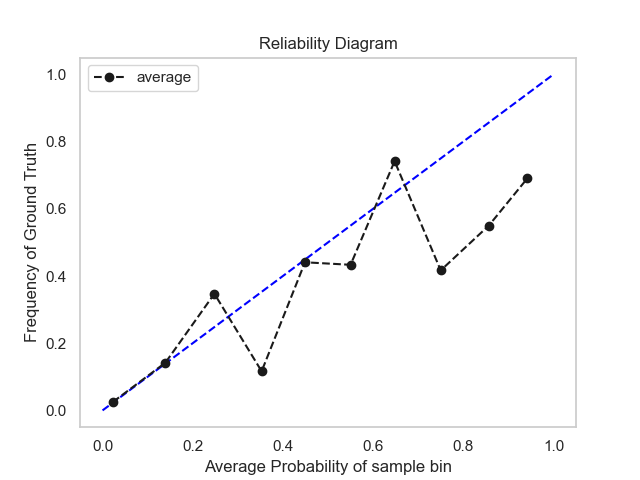 Reliability Diagram
average
Frequency of Ground Truth
1.0
0.8
0.6
0.4
0.2
0.0
0.0 0.2 0.4 0.6 0.8 1.0
Average Probability of sample bin